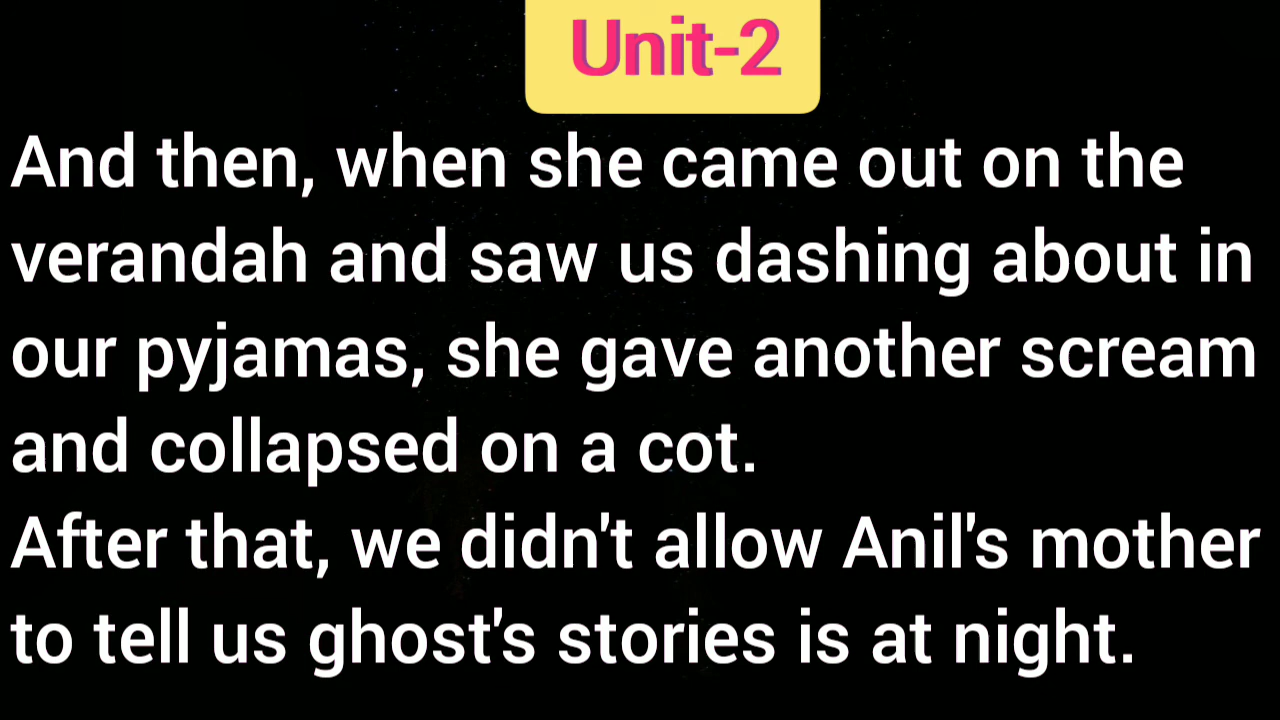 Unit-2
And then, when she came out on the
verandah and saw us dashing about in
our pyjamas, she gave another scream
and collapsed on a cot.
After that, we didn't allow Anil's mother
to tell us ghost's stories is at night.